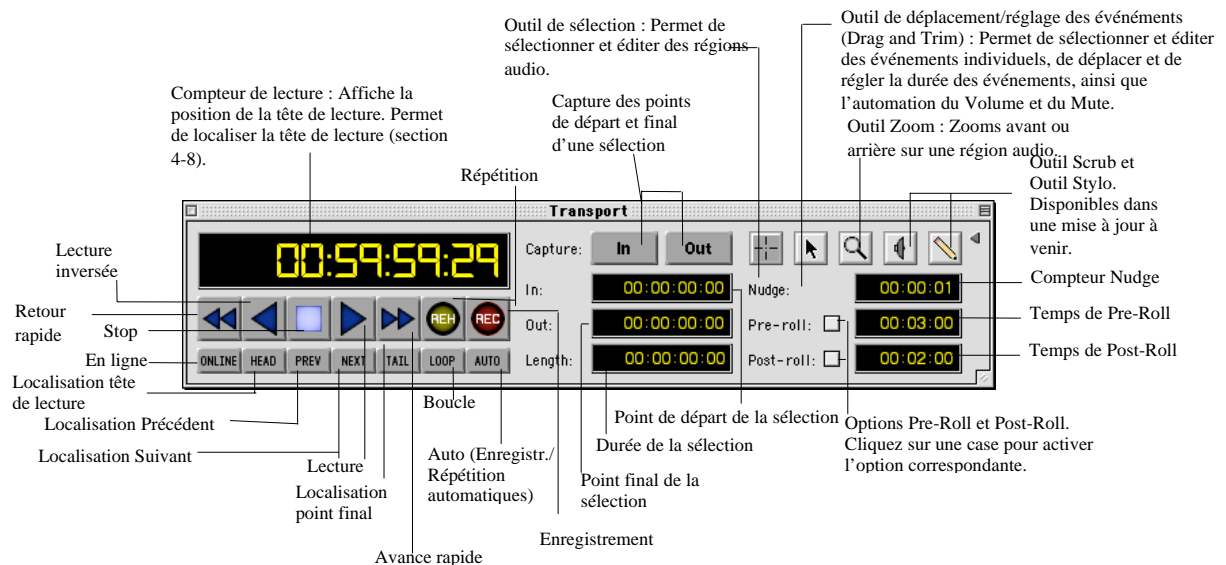 Outil de sélection : Permet de
sélectionner et éditer des régions
audio.
Outil de déplacement/réglage des événéments
(Drag and Trim) : Permet de sélectionner et éditer
des événements individuels, de déplacer et de
régler la durée des événements, ainsi que
l'automation du Volume et du Mute.
Compteur de lecture : Affiche la
position de la tête de lecture. Permet
de localiser la tête de lecture (section
4-8).
Capture des points
de départ et final
d'une sélection
Outil Zoom : Zooms avant ou
arrière sur une région audio.
Répétition
Outil Scrub et
Outil Stylo.
Disponibles dans
une mise à jour à
venir.
Transport
Lecture
inversée
00:59:59:29
Capture:
In
Out
In:
00:00:00:00
Nudge:
00:00:01
Compteur Nudge
Retour
rapide
Stop
REH
REC
Out:
00:00:00:00
Pre-roll:
00:03:00
Temps de Pre-Roll
En ligne
ONLINE
HEAD
PREV
NEXT
TAIL
LOOP
AUTO
Length:
00:00:00:00
Post-roll:
00:02:00
Temps de Post-Roll
Localisation tête
de lecture
Boucle
Localisation Précédent
Point de départ de la sélection
Options Pre-Roll et Post-Roll.
Cliquez sur une case pour activer
l'option correspondante.
Durée de la sélection
Localisation Suivant
Lecture
Auto (Enregistr./
Répétition
automatiques)
Point final de la
sélection
Localisation
point final
Enregistrement
Avance rapide